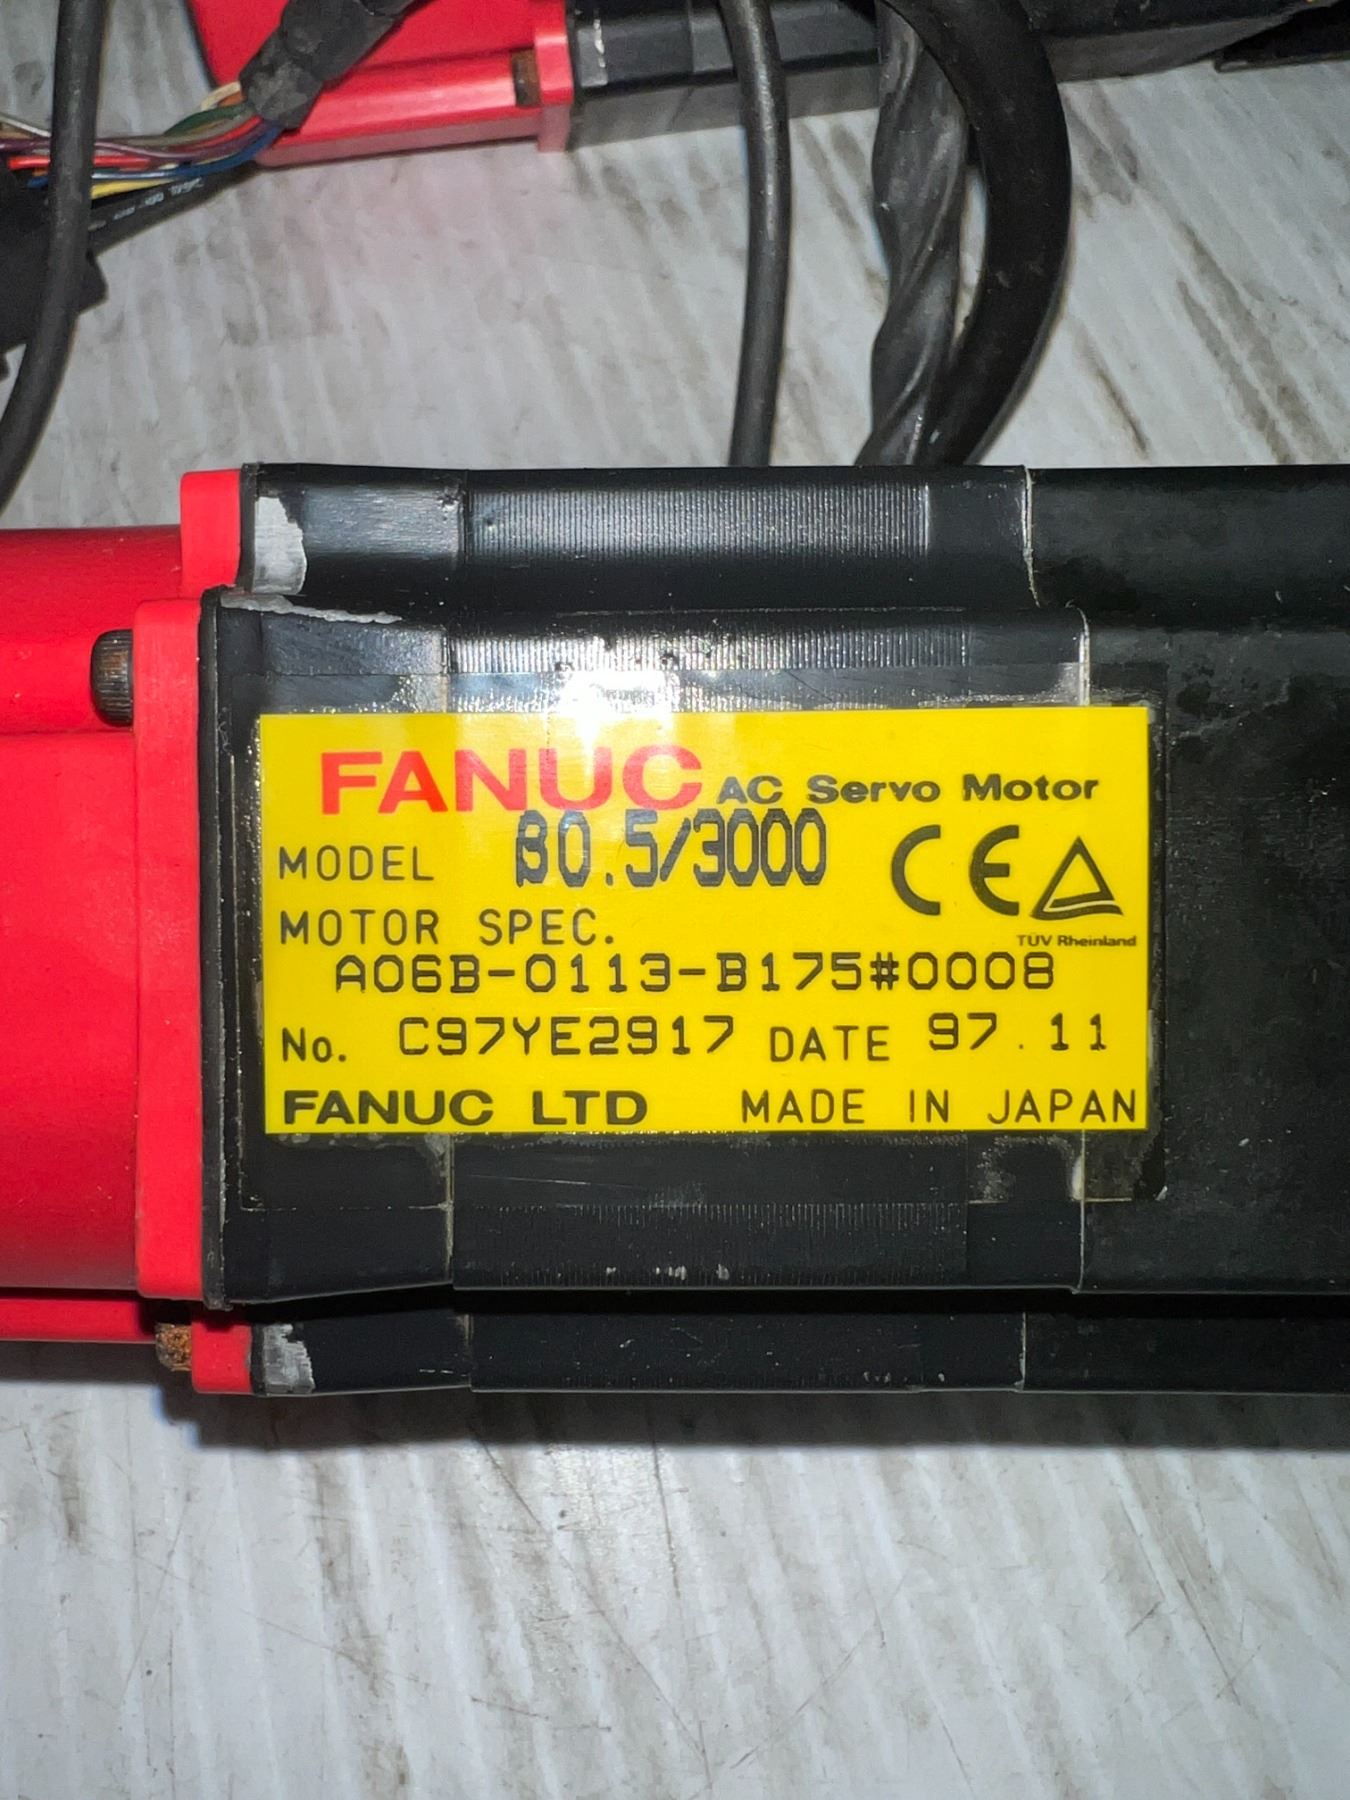 FANUC AC Servo Motor
MODEL β0.5/3000 CE
MOTOR SPEC.
TÜV Rheinland
A06B-0113-B175#0008
No. C97YE2917 DATE 97.11
FANUC LTD MADE IN JAPAN